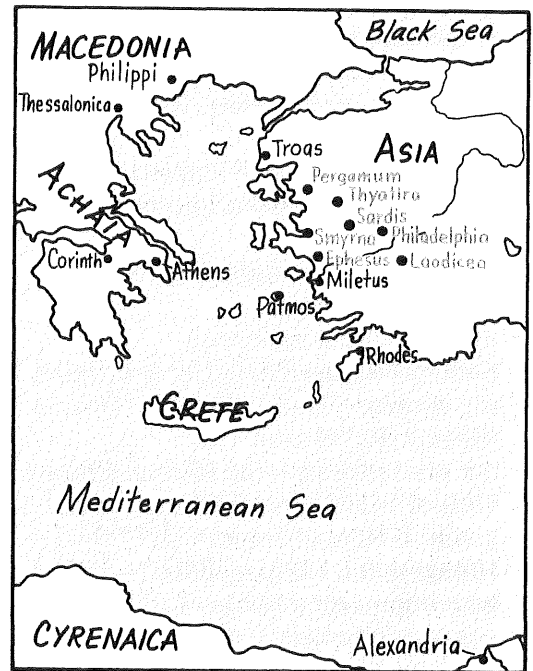 Black Sea
MACEDONIA
Philippi
Thessalonica
Troas
ASIA
Pergamum
Thyatira
ACHAIA
Sardis
Smyrna
Philadelphia
Corinth
Athens
Ephesus
Laodicea
Miletus
Patmos
Rhodes
CRETE
Mediterranean Sea
CYRENAICA
Alexandria